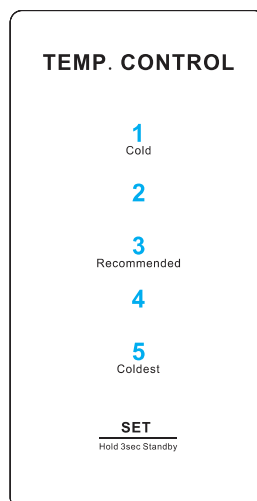 TEMP. CONTROL
1
Cold
2
3
Recommended
4
5
Coldest
SET
Hold 3sec Standby